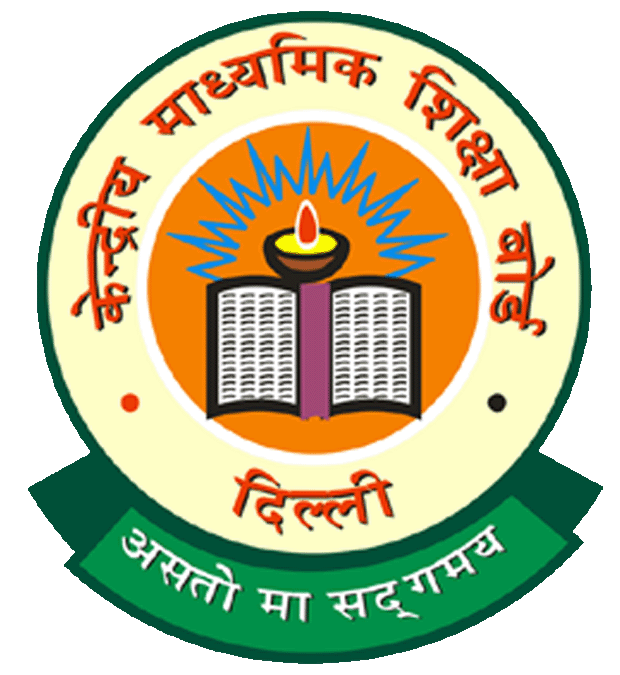 केन्द्रीय माध्यमिक शिक्षा बोर्ड
दिल्ली
असतो मा सद्गमय